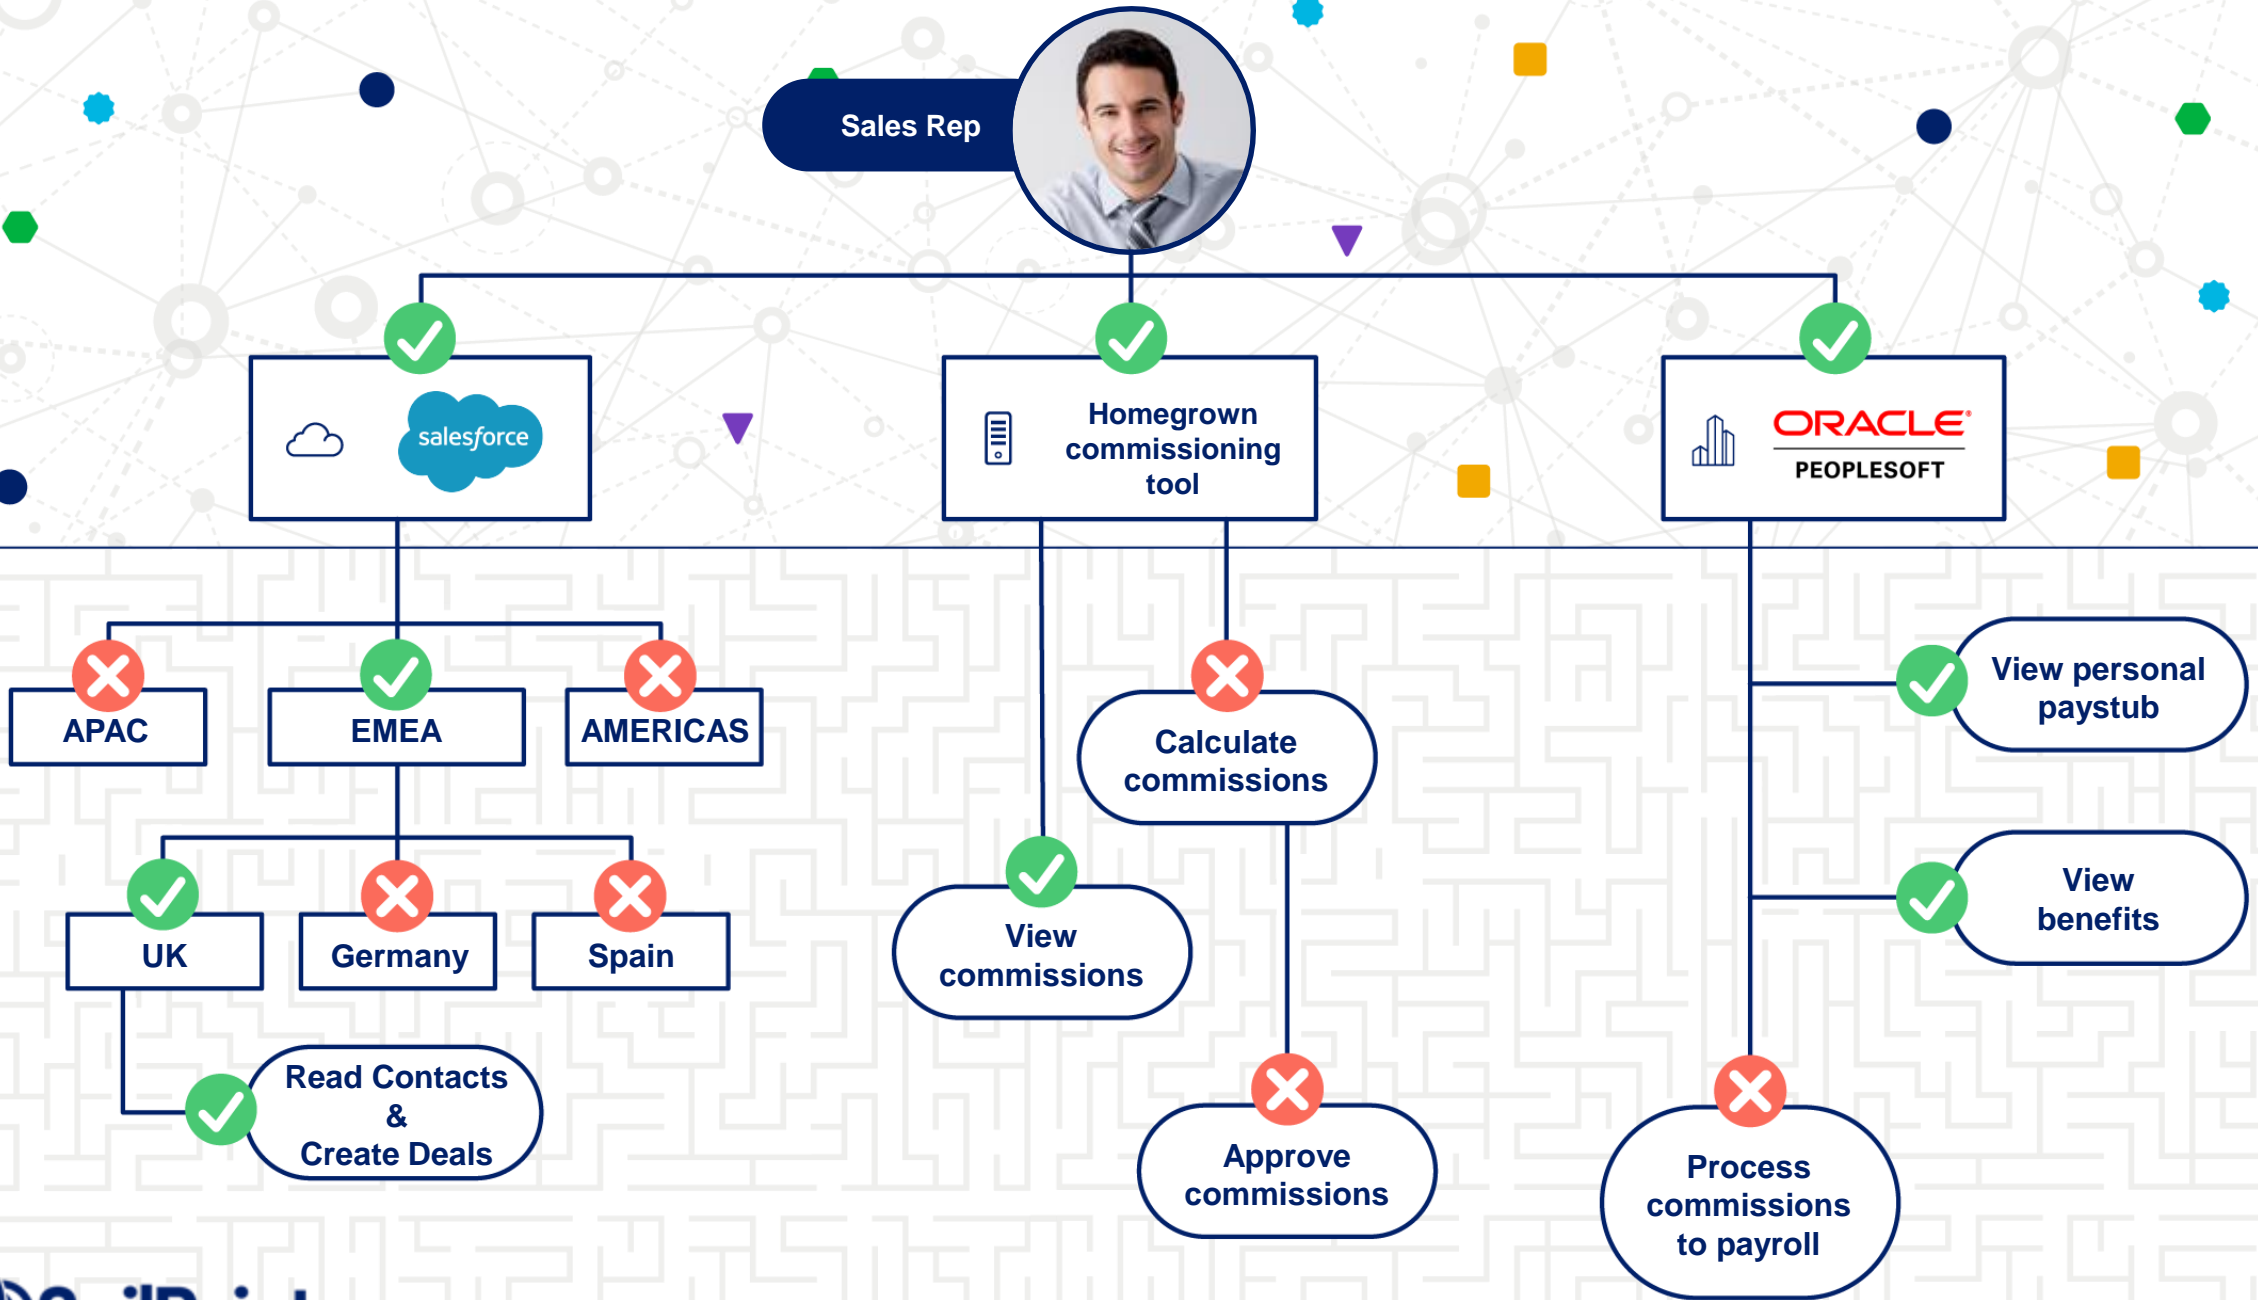 Sales Rep
salesforce
Homegrown
commissioning
tool
ORACLE®
PEOPLESOFT
APAC
EMEA
AMERICAS
View personal
paystub
Calculate
commissions
View
benefits
UK
Germany
Spain
View
commissions
Read Contacts
&
Create Deals
Approve
commissions
Process
commissions
to payroll
SailPoint